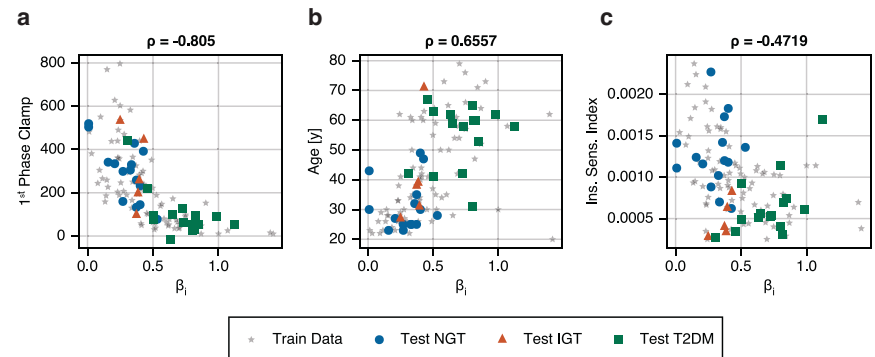 a
ρ = -0.805
1st Phase Clamp
800
600
400
200
0
0.0 0.5 1.0
βi
b
ρ = 0.6557
Age [y]
80
70
60
50
40
30
20
0.0 0.5 1.0
βi
c
ρ = -0.4719
Ins. Sens. Index
0.0020
0.0015
0.0010
0.0005
0.0 0.5 1.0
βi
Train Data Test NGT Test IGT Test T2DM